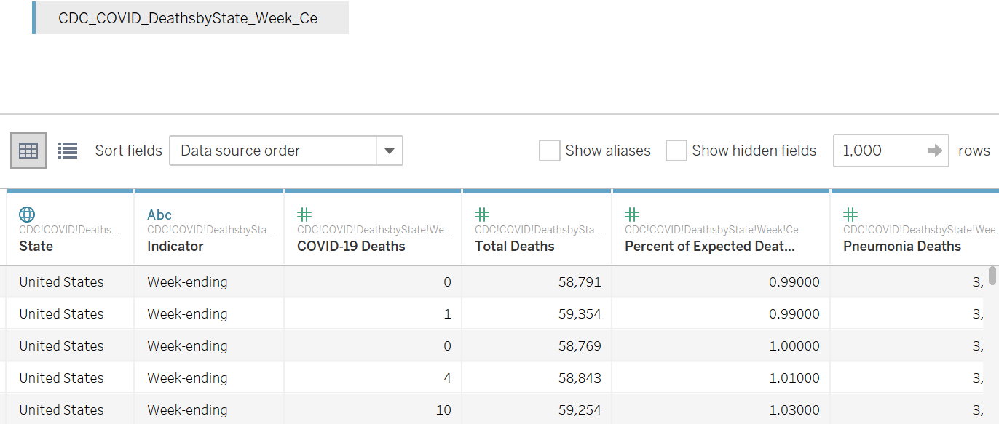 CDC_COVID_DeathsbyState_Week_Ce
Sort fields Data source order Show aliases Show hidden fields 1,000 rows
Abc
CDC!COVID!Deaths... CDC!COVID!DeathsbySta... CDC!COVID!DeathsbyState!We... CDC!COVID!DeathsbySta... CDC!COVID!DeathsbyState!Week!Ce CDC!COVID!DeathsbyState!Wee...
State Indicator COVID-19 Deaths Total Deaths Percent of Expected Deat... Pneumonia Deaths
United States Week-ending 0 58,791 0.99000 3,
United States Week-ending 1 59,354 0.99000 3,
United States Week-ending 0 58,769 1.00000 3,
United States Week-ending 4 58,843 1.01000 3,
United States Week-ending 10 59,254 1.03000 3,